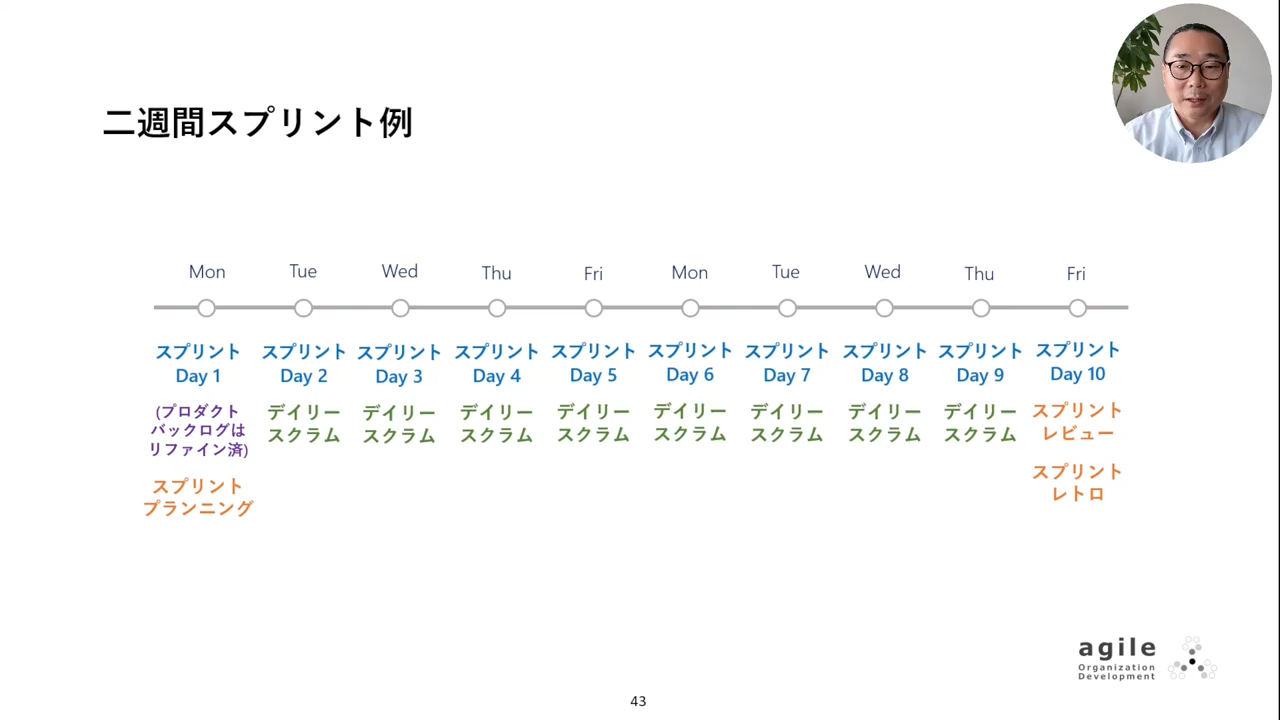 二週間スプリント例
Mon
Tue
Wed
Thu
Fri
Mon
Tue
Wed
Thu
Fri
スプリント
Day 1
スプリント
Day 2
スプリント
Day 3
スプリント
Day 4
スプリント
Day 5
スプリント
Day 6
スプリント
Day 7
スプリント
Day 8
スプリント
Day 9
スプリント
Day 10
(プロダクト
バックログは
リファイン済)
デイリー
スクラム
デイリー
スクラム
デイリー
スクラム
デイリー
スクラム
デイリー
スクラム
デイリー
スクラム
デイリー
スクラム
デイリー
スクラム
スプリント
レビュー
スプリント
プランニング
スプリント
レトロ
agile
Organization
Development
43